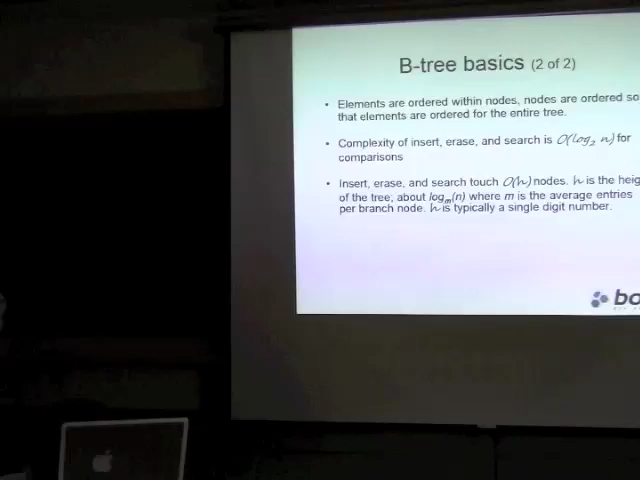 B-tree basics (2 of 2)
• Elements are ordered within nodes, nodes are ordered so
that elements are ordered for the entire tree.
• Complexity of insert, erase, and search is O(log₂ n) for
comparisons
• Insert, erase, and search touch O(h) nodes. h is the heig
of the tree; about logₘ(n) where m is the average entries
per branch node. h is typically a single digit number.
bo